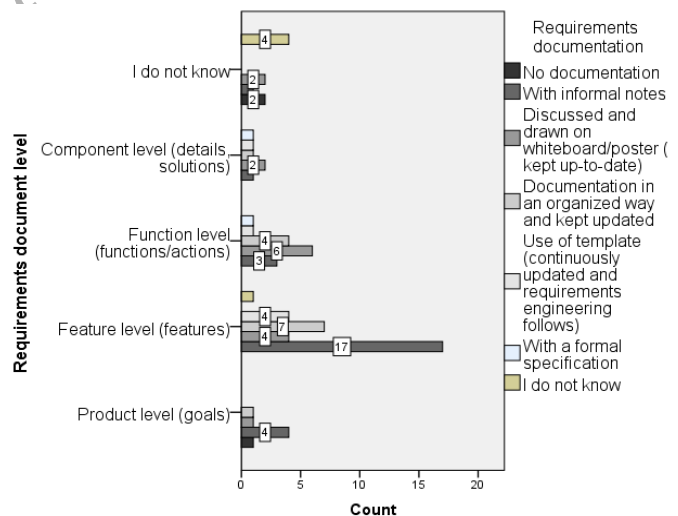 Requirements document level
I do not know
Component level (details,
solutions)
Function level
(functions/actions)
Feature level (features)
Product level (goals)
4
2
2
2
4
6
3
4
7
4
17
4
0
5
10
15
20
Count
Requirements
documentation
No documentation
With informal notes
Discussed and
drawn on
whiteboard/poster (
kept up-to-date)
Documentation in
an organized way
and kept updated
Use of template
(continuously
updated and
requirements
engineering
follows)
With a formal
specification
I do not know